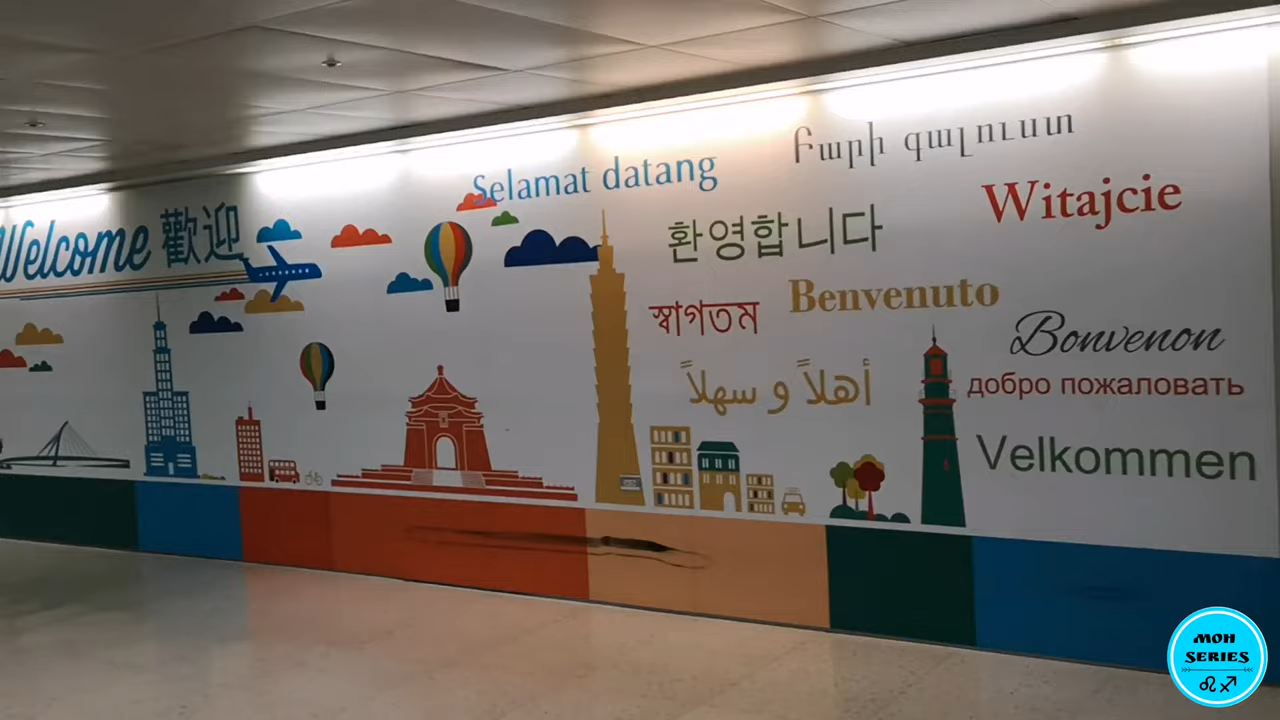 Welcome 歡迎
Selamat datang
Բարի գալուստ
환영합니다
Witajcie
স্বাগতম
Benvenuto
Bonvenon
أهلاً و سهلاً
добро пожаловать
Velkommen
MOH
SERIES